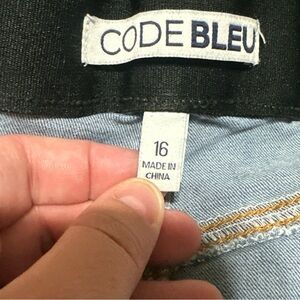 CODE BLEU
16
MADE IN
CHINA